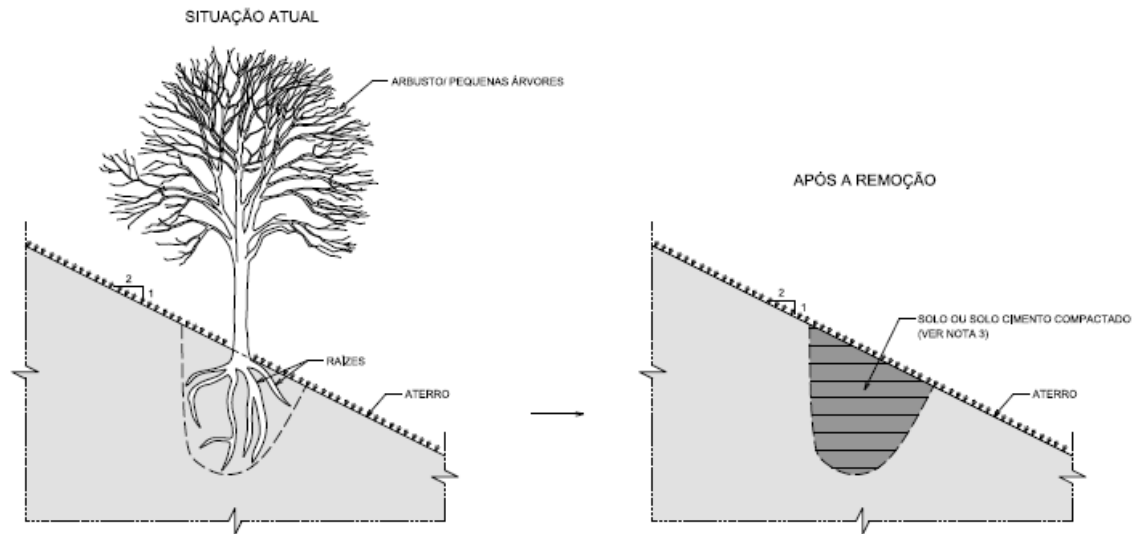 SITUAÇÃO ATUAL
ARBUSTO/ PEQUENAS ÁRVORES
2
1
RAÍZES
ATERRO
APÓS A REMOÇÃO
2
1
SOLO OU SOLO CIMENTO COMPACTADO
(VER NOTA 3)
ATERRO